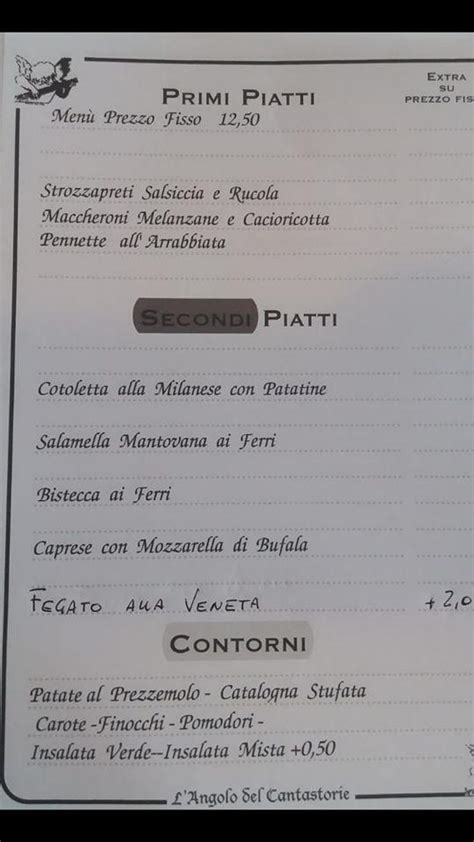 PRIMI PIATTI
EXTRA
SU
PREZZO FIS
Menù Prezzo Fisso 12,50
Strozzapreti Salsiccia e Rucola
Maccheroni Melanzane e Cacioricotta
Pennette all'Arrabbiata
SECONDI PIATTI
Cotoletta alla Milanese con Patatine
Salamella Mantovana ai Ferri
Bistecca ai Ferri
Caprese con Mozzarella di Bufala
FEGATO ALLA VENETA +2,0
CONTORNI
Patate al Prezzemolo - Catalogna Stufata
Carote -Finocchi - Pomodori -
Insalata Verde--Insalata Mista +0,50
L'Angolo del Cantastorie